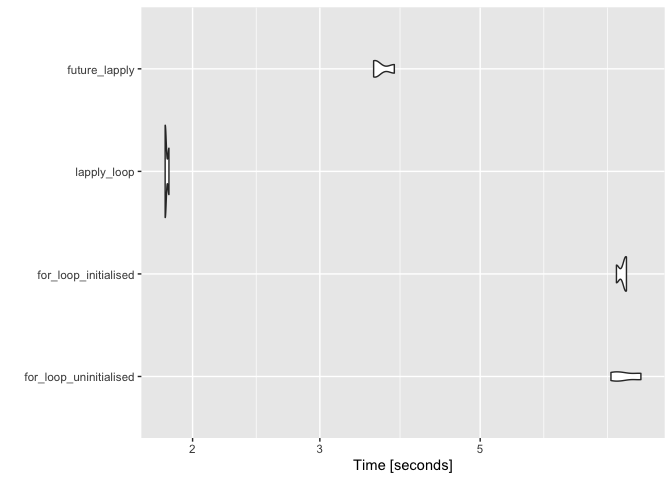 future_lapply
lapply_loop
for_loop_initialised
for_loop_uninitialised
2 3 5
Time [seconds]